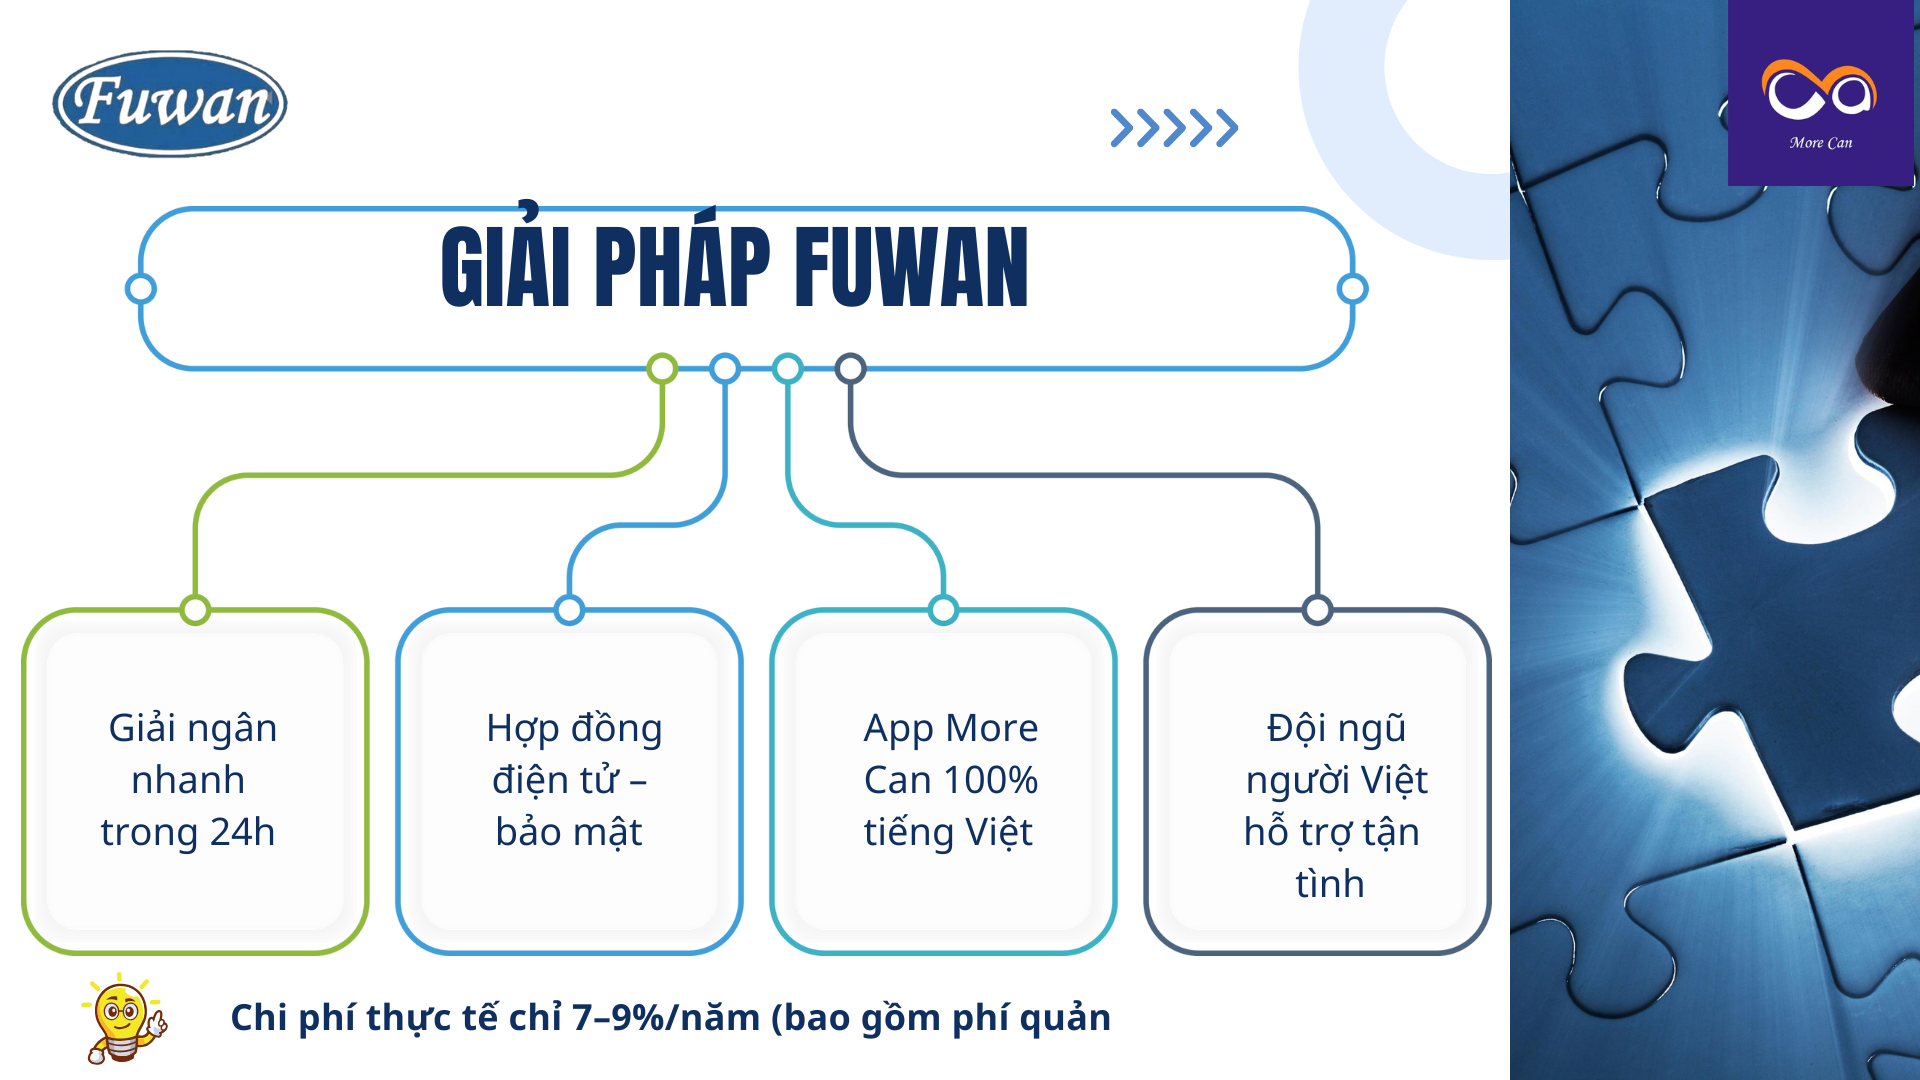 Fuwan
More Can
GIẢI PHÁP FUWAN
Giải ngân
nhanh
trong 24h
Hợp đồng
điện tử –
bảo mật
App More
Can 100%
tiếng Việt
Đội ngũ
người Việt
hỗ trợ tận
tình
Chi phí thực tế chỉ 7–9%/năm (bao gồm phí quản